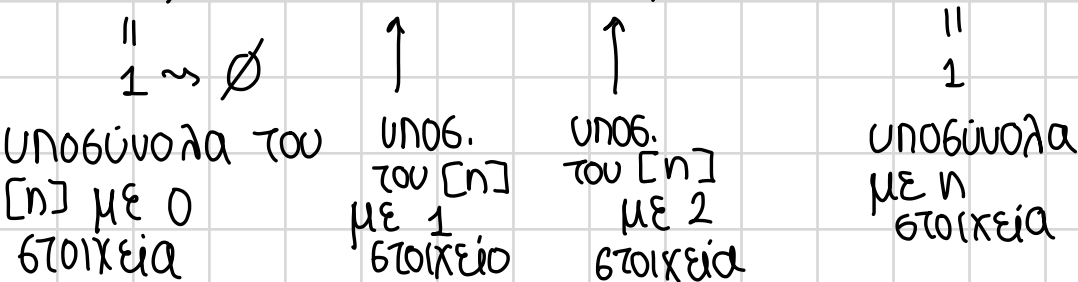 = ↑ ↑ =
1 ⇝ ∅ 1
υποσύνολα του υποσ. υποσ. υποσύνολα
[n] με 0 του [n] του [n] με n
στοιχεία με 1 με 2 στοιχεία
στοιχείο στοιχεία